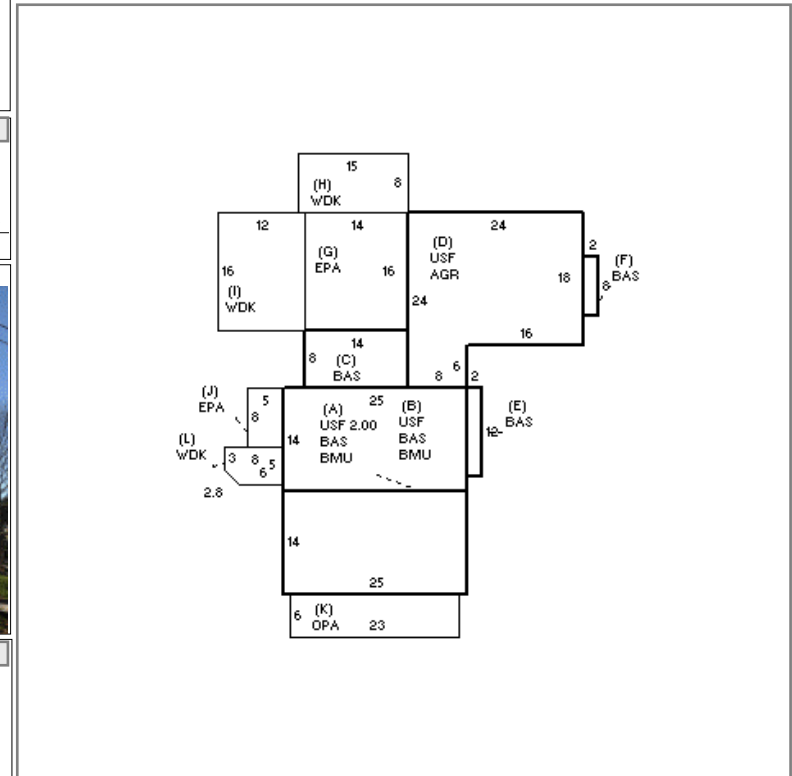 15
8
(H)
WDK
12
14
24
(G)
EPA
(D)
USF
AGR
2
(F)
BAS
16
16
18
8
(I)
WDK
24
16
14
8
(C)
BAS
6
8
2
(J)
EPA
5
8
25
(A)
USF 2.00
BAS
BMU
(B)
USF
BAS
BMU
(E)
BAS
12
14
(L)
WDK
3
8
5
6
2.8
14
25
6
(K)
OPA
23